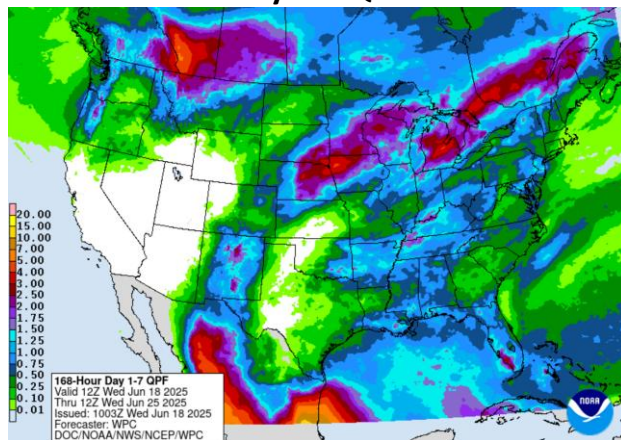 20.00
15.00
10.00
7.00
5.00
4.00
3.00
2.50
2.00
1.75
1.50
1.25
1.00
0.75
0.50
0.25
0.10
0.01
168-Hour Day 1-7 QPF
Valid 12Z Wed Jun 18 2025
Thru 12Z Wed Jun 25 2025
Issued: 1003Z Wed Jun 18 2025
Forecaster: WPC
DOC/NOAA/NWS/NCEP/WPC
NOAA